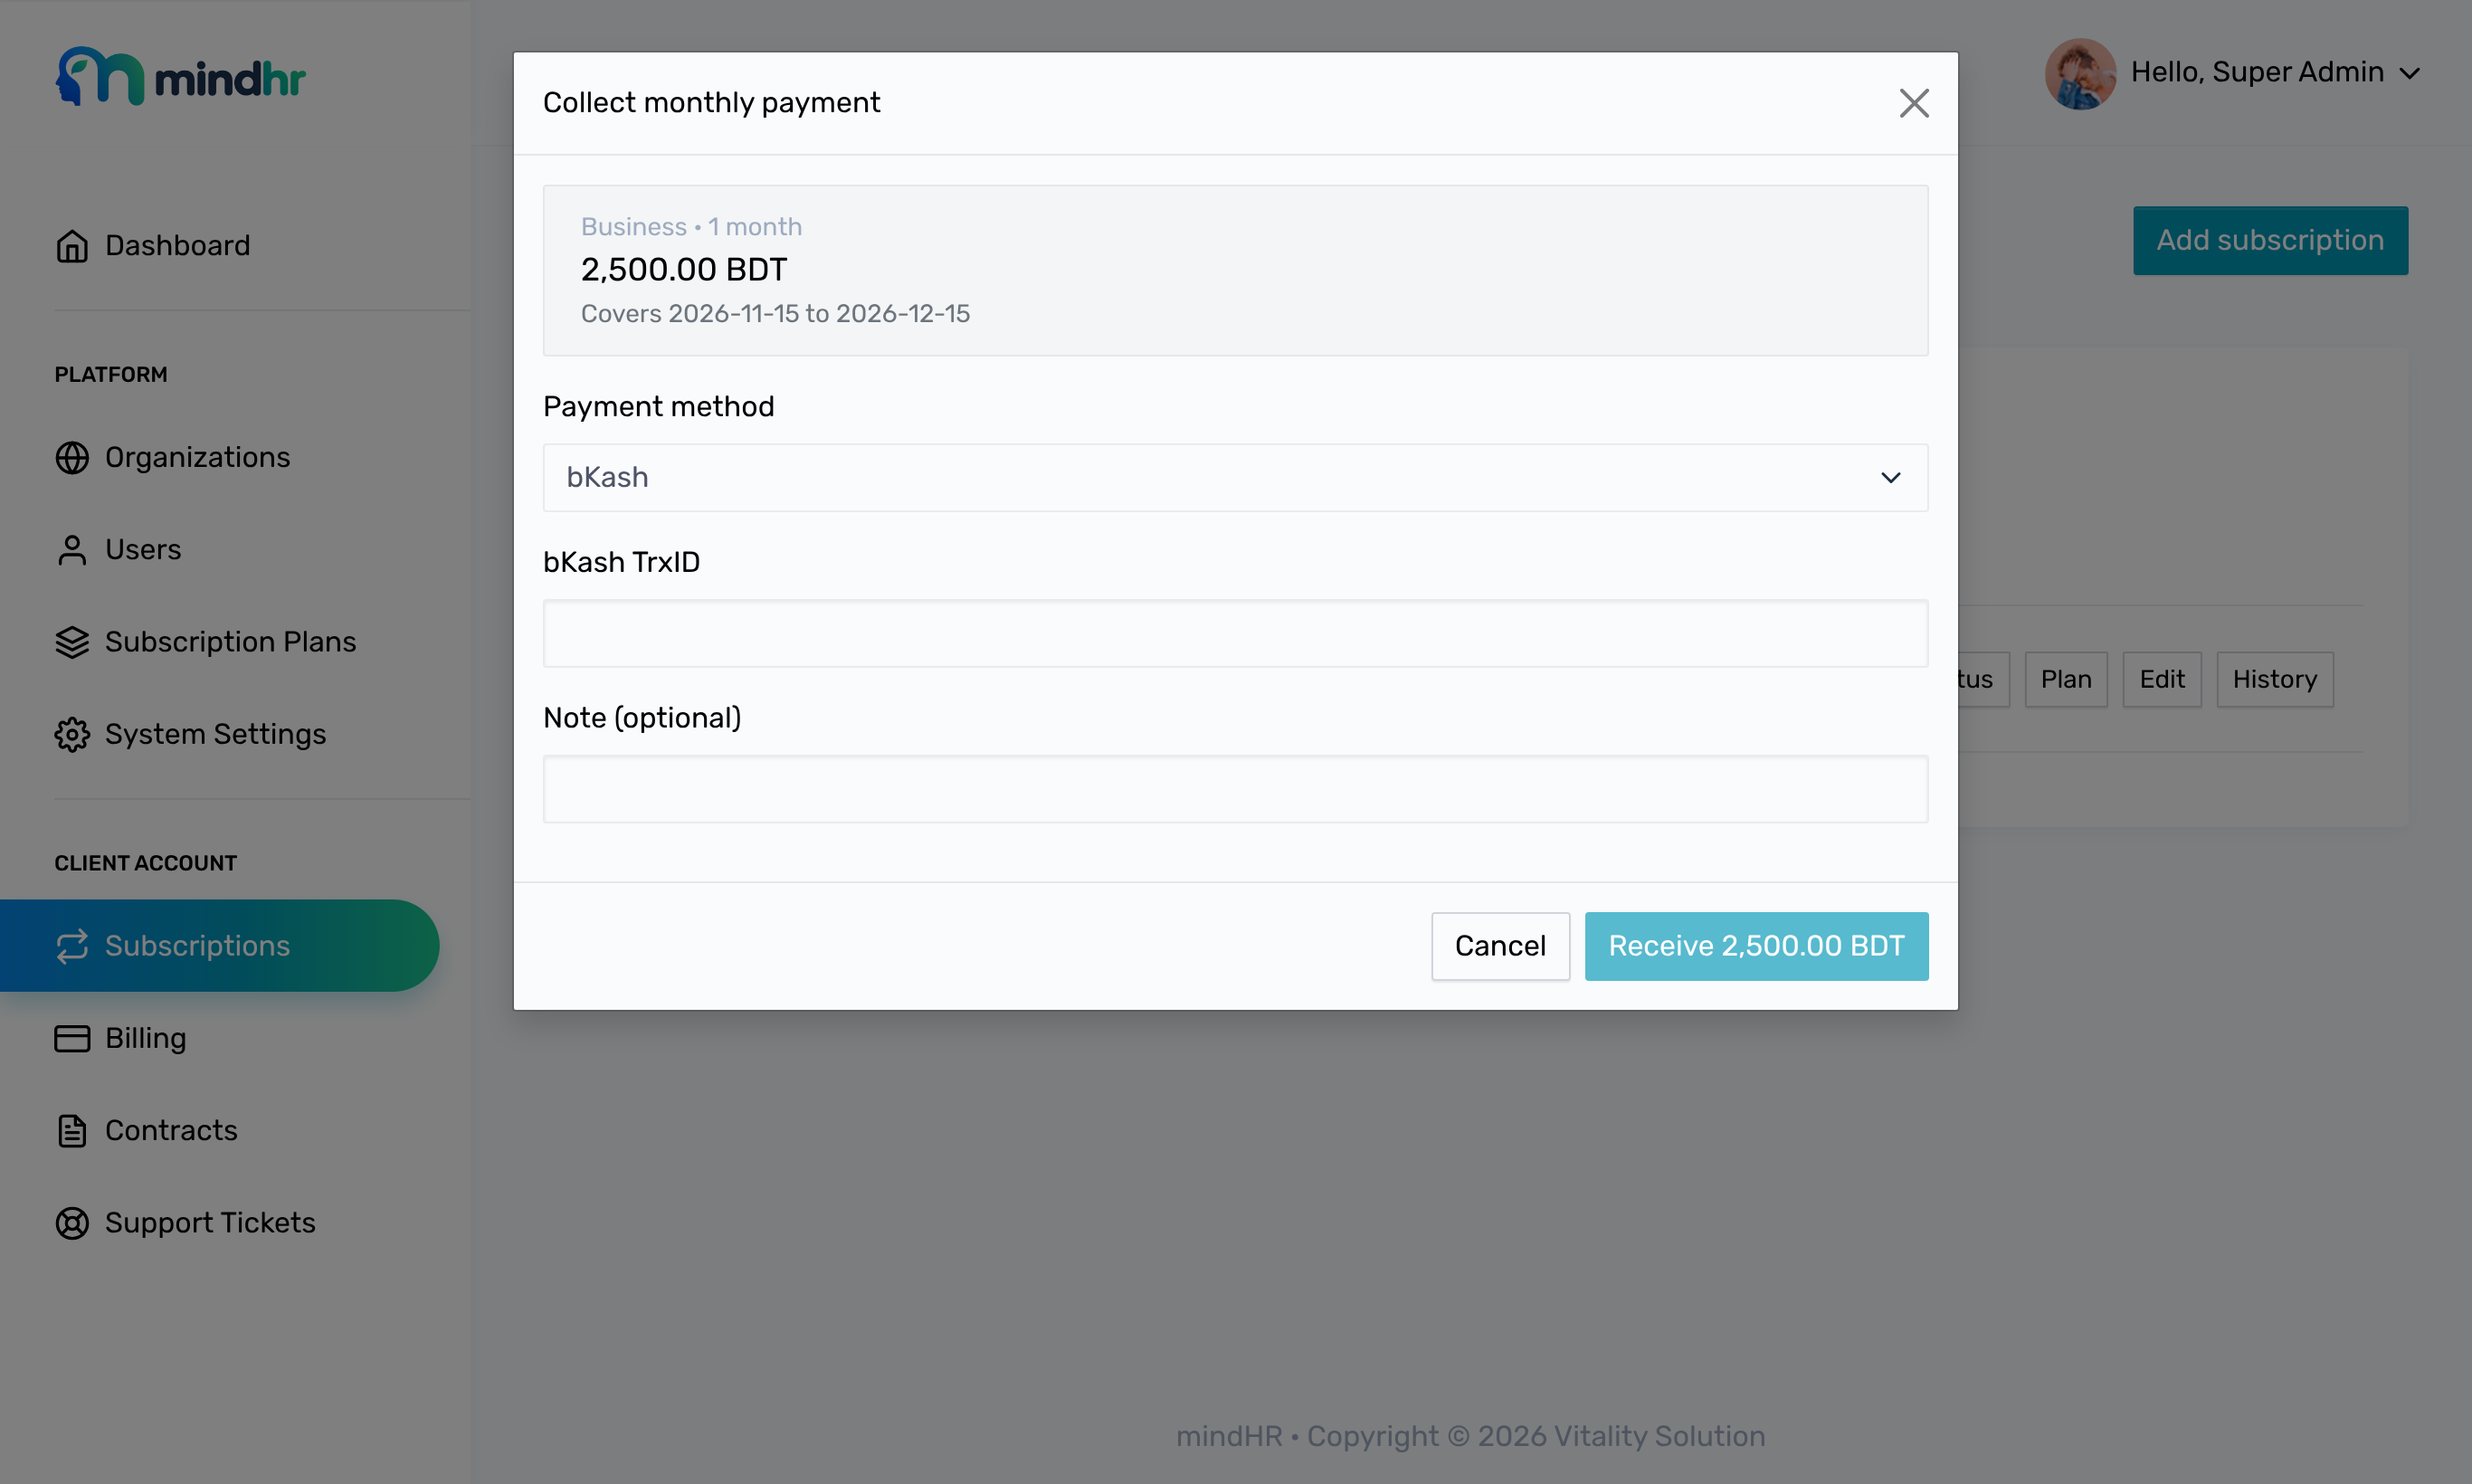 mindhr
Hello, Super Admin
Dashboard
PLATFORM
Organizations
Users
Subscription Plans
System Settings
CLIENT ACCOUNT
Subscriptions
Billing
Contracts
Support Tickets
Add subscription
Collect monthly payment
Business • 1 month
2,500.00 BDT
Covers 2026-11-15 to 2026-12-15
Payment method
bKash
bKash TrxID
Note (optional)
Cancel
Receive 2,500.00 BDT
tus
Plan
Edit
History
mindHR • Copyright © 2026 Vitality Solution